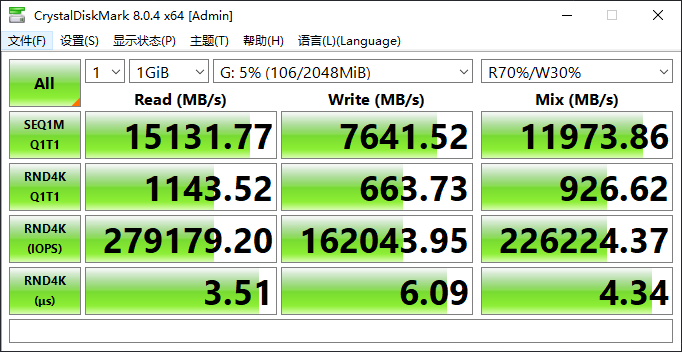 CrystalDiskMark 8.0.4 x64 [Admin]
文件(F) 设置(S) 显示状态(P) 主题(T) 帮助(H) 语言(L)(Language)
All 1 1GiB G: 5% (106/2048MiB) R70%/W30%
Read (MB/s) Write (MB/s) Mix (MB/s)
SEQ1M Q1T1 15131.77 7641.52 11973.86
RND4K Q1T1 1143.52 663.73 926.62
RND4K (IOPS) 279179.20 162043.95 226224.37
RND4K (μs) 3.51 6.09 4.34